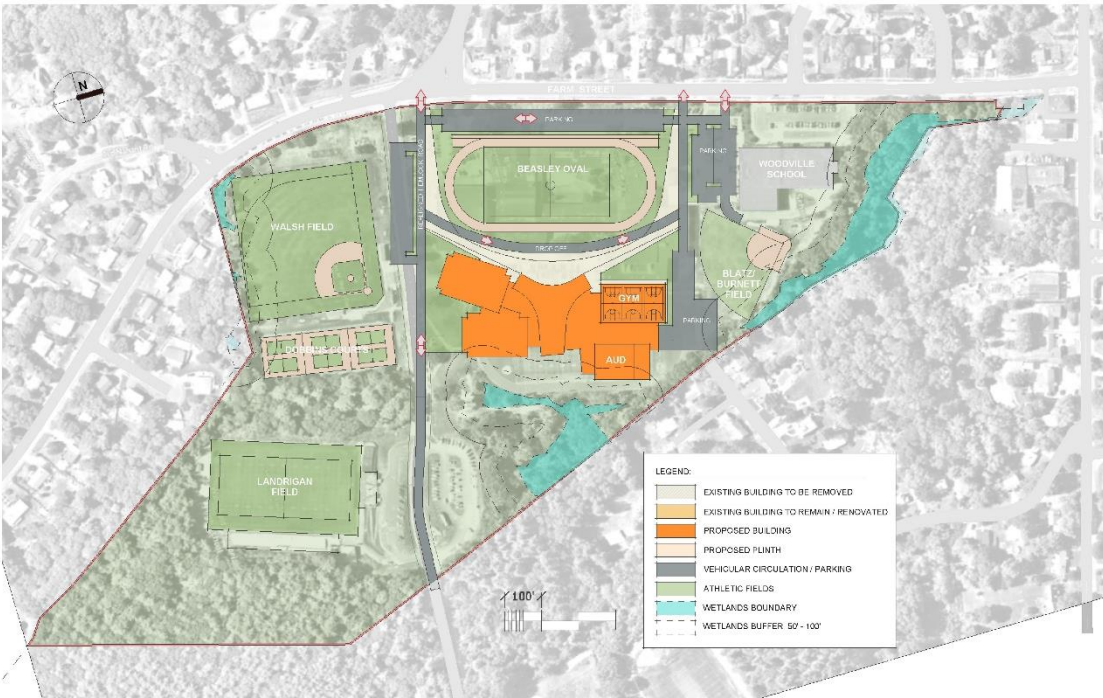 N
FARM STREET
PARKING
BEASLEY OVAL
PARKING
WOODVILLE
SCHOOL
WALSH FIELD
DROP OFF
BLATZ/
BURNETT
FIELD
GYM
PARKING
AUD
LANDRIGAN
FIELD
100'
LEGEND:
EXISTING BUILDING TO BE REMOVED
EXISTING BUILDING TO REMAIN / RENOVATED
PROPOSED BUILDING
PROPOSED PLINTH
VEHICULAR CIRCULATION / PARKING
ATHLETIC FIELDS
WETLANDS BOUNDARY
WETLANDS BUFFER 50' - 100'